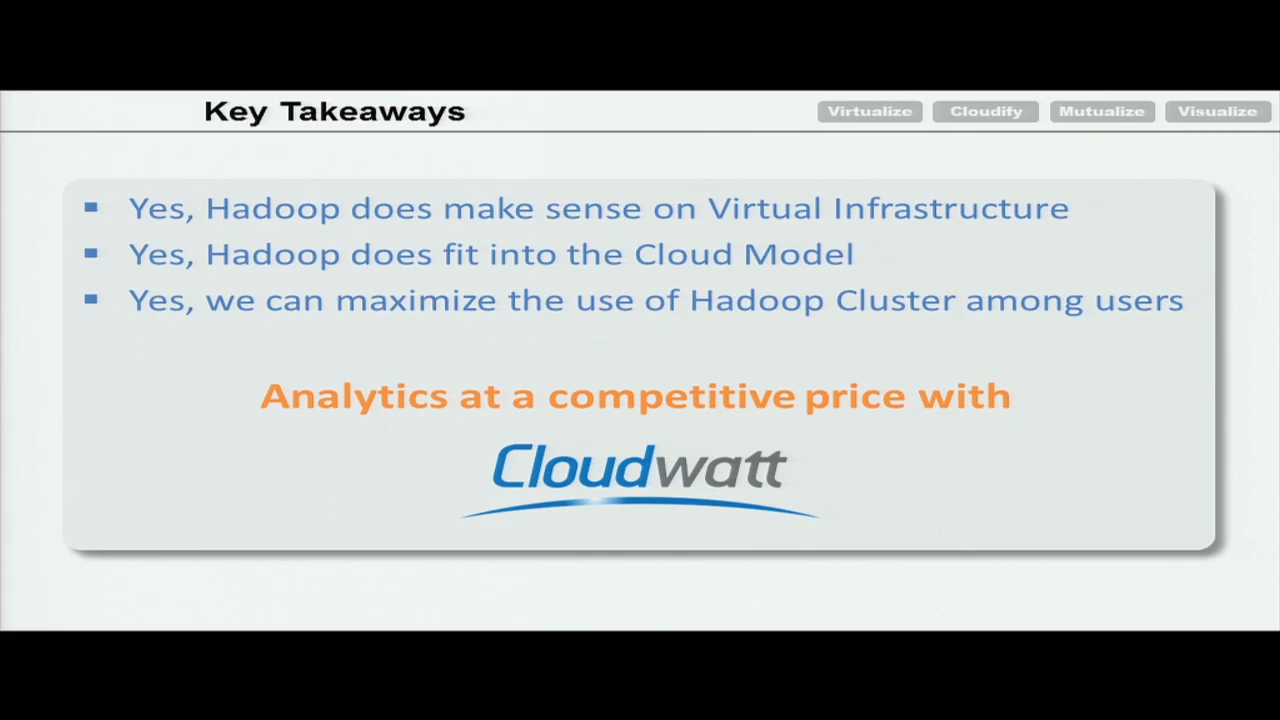 Key Takeaways
Virtualize Cloudify Mutualize Visualize
▪ Yes, Hadoop does make sense on Virtual Infrastructure
▪ Yes, Hadoop does fit into the Cloud Model
▪ Yes, we can maximize the use of Hadoop Cluster among users
Analytics at a competitive price with
Cloudwatt